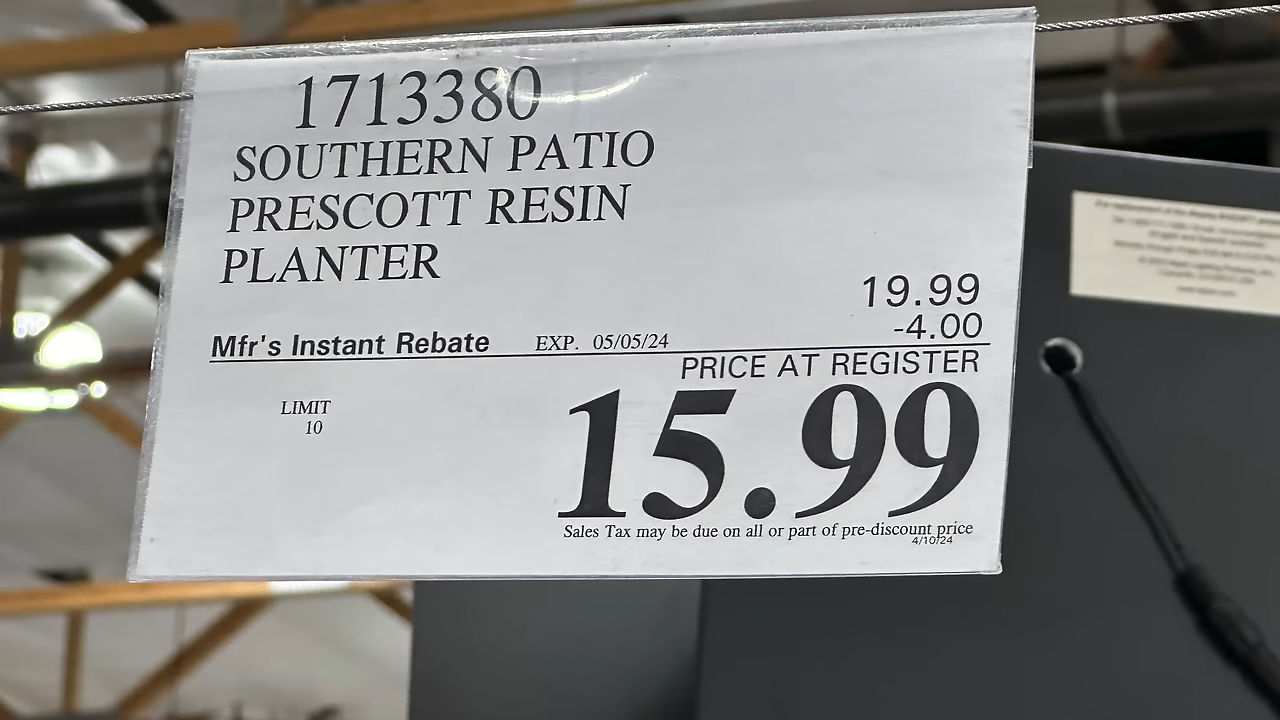 1713380
SOUTHERN PATIO
PRESCOTT RESIN
PLANTER
19.99
Mfr's Instant Rebate EXP. 05/05/24 -4.00
PRICE AT REGISTER
LIMIT
10
15.99
Sales Tax may be due on all or part of pre-discount price
4/10/24